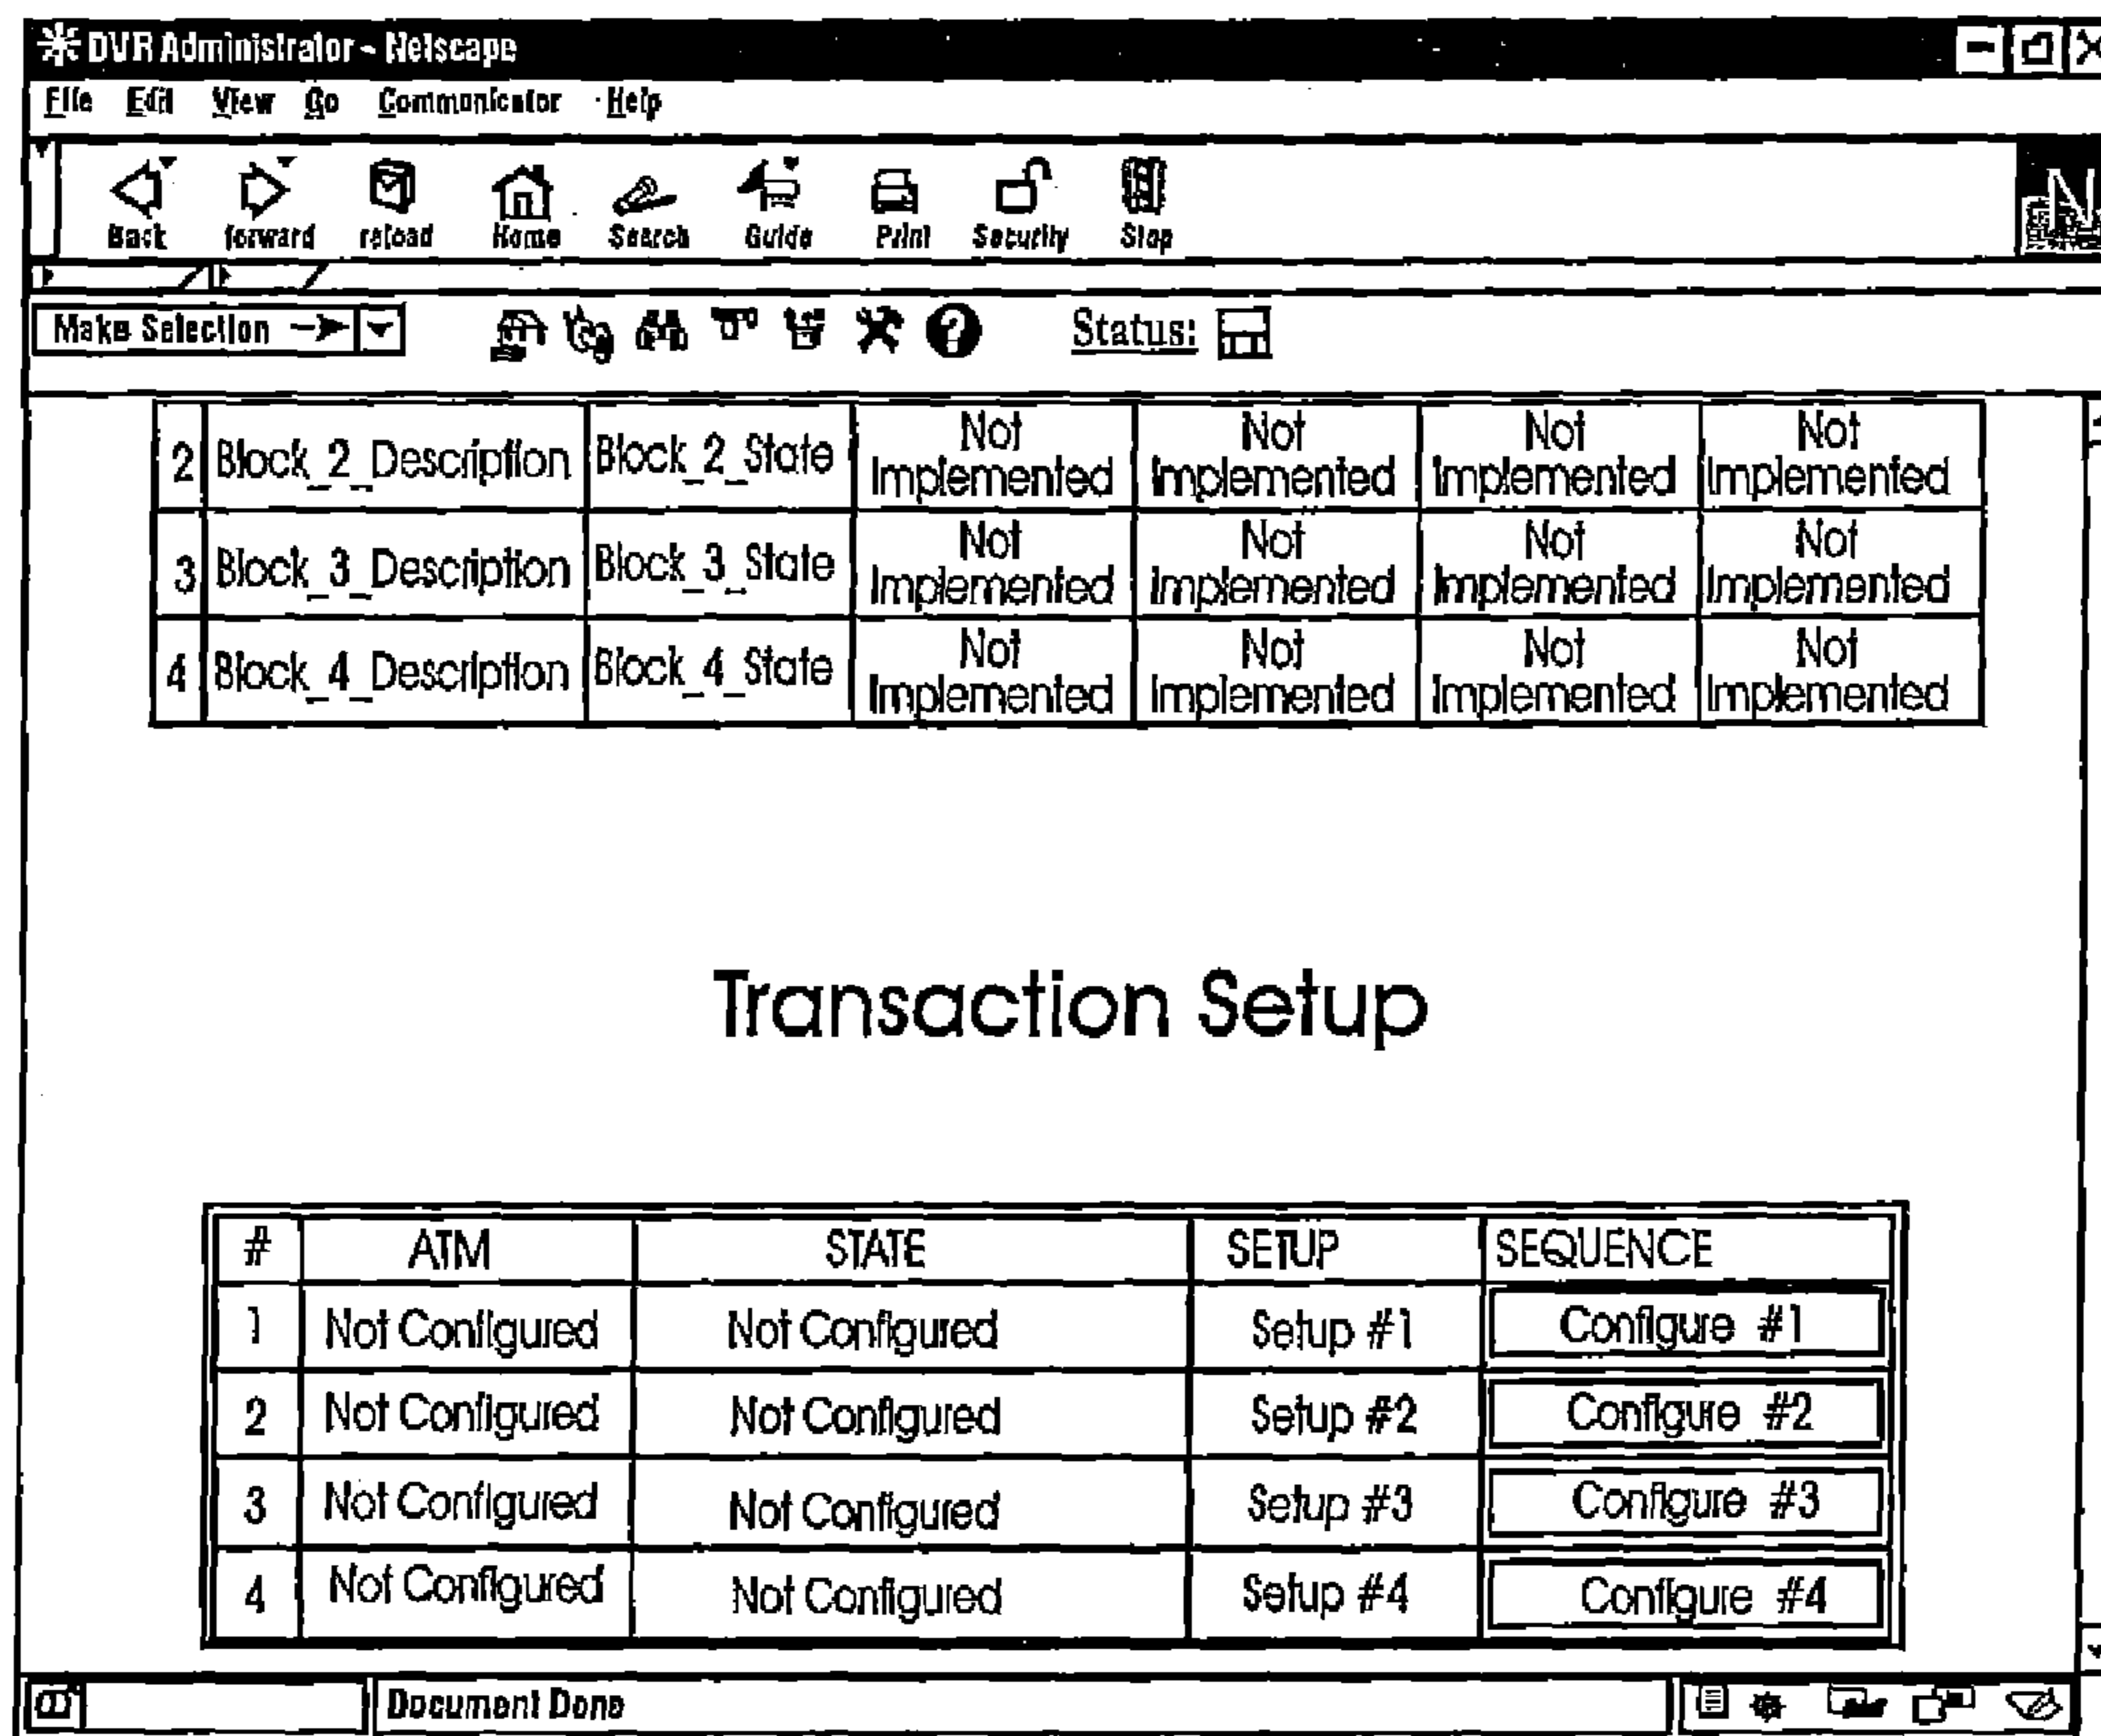 DVR Administrator - Netscape
File Edit View Go Communicator Help
Back forward reload Home Search Guide Print Security Stop
N
Make Selection Status:
2 Block_2_Description Block_2_State Not Implemented Not Implemented Not Implemented Not Implemented
3 Block_3_Description Block_3_State Not Implemented Not Implemented Not Implemented Not Implemented
4 Block_4_Description Block_4_State Not Implemented Not Implemented Not Implemented Not Implemented
Transaction Setup
# ATM STATE SETUP SEQUENCE
1 Not Configured Not Configured Setup #1 Configure #1
2 Not Configured Not Configured Setup #2 Configure #2
3 Not Configured Not Configured Setup #3 Configure #3
4 Not Configured Not Configured Setup #4 Configure #4
Document Done